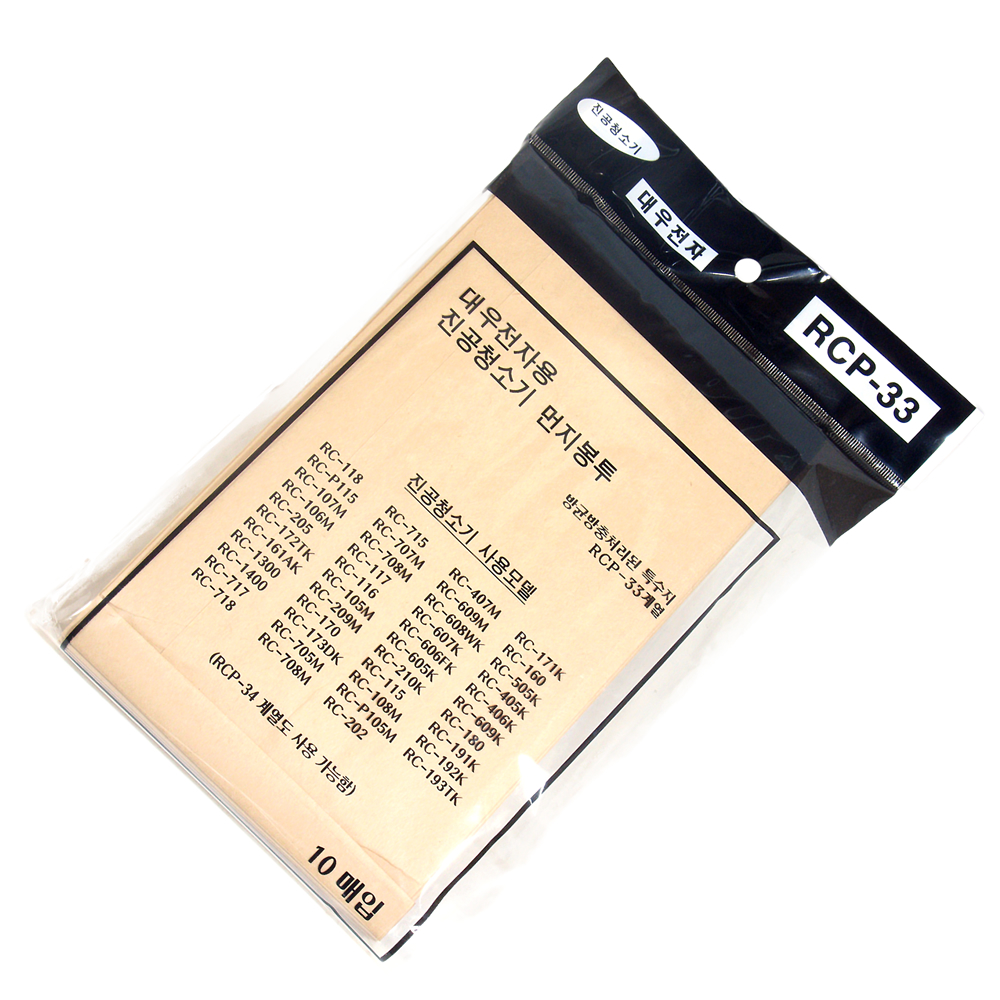 진공청소기
대우전자
RCP-33
대우전자용
진공청소기 먼지봉투
방균방충처리된 특수지
RCP-33계열
진공청소기 사용모델
RC-118
RC-P115
RC-107M
RC-106M
RC-205
RC-172TK
RC-161AK
RC-1300
RC-1400
RC-717
RC-718
RC-715
RC-707M
RC-708M
RC-117
RC-116
RC-105M
RC-209M
RC-170
RC-173DK
RC-705M
RC-708M
RC-407M
RC-609M
RC-608WK
RC-607K
RC-606FK
RC-605K
RC-210K
RC-115
RC-108M
RC-P105M
RC-202
RC-171K
RC-160
RC-505K
RC-405K
RC-406K
RC-609K
RC-180
RC-191K
RC-192K
RC-193TK
(RCP-34 계열도 사용 가능함)
10 매입